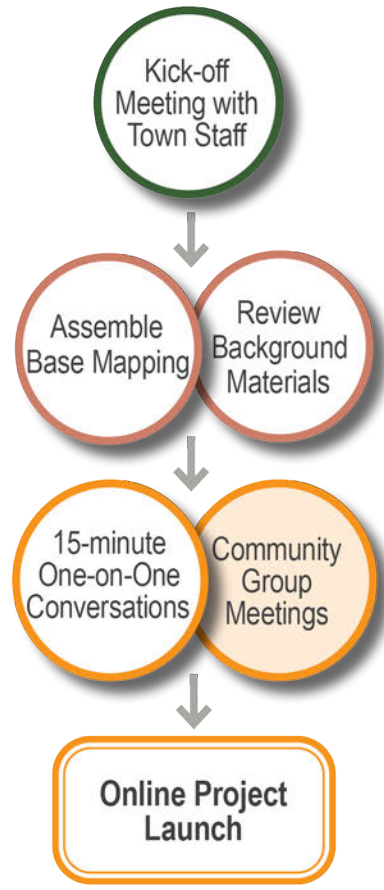 Kick-off
Meeting with
Town Staff
Assemble
Base Mapping
Review
Background
Materials
15-minute
One-on-One
Conversations
Community
Group
Meetings
Online Project
Launch